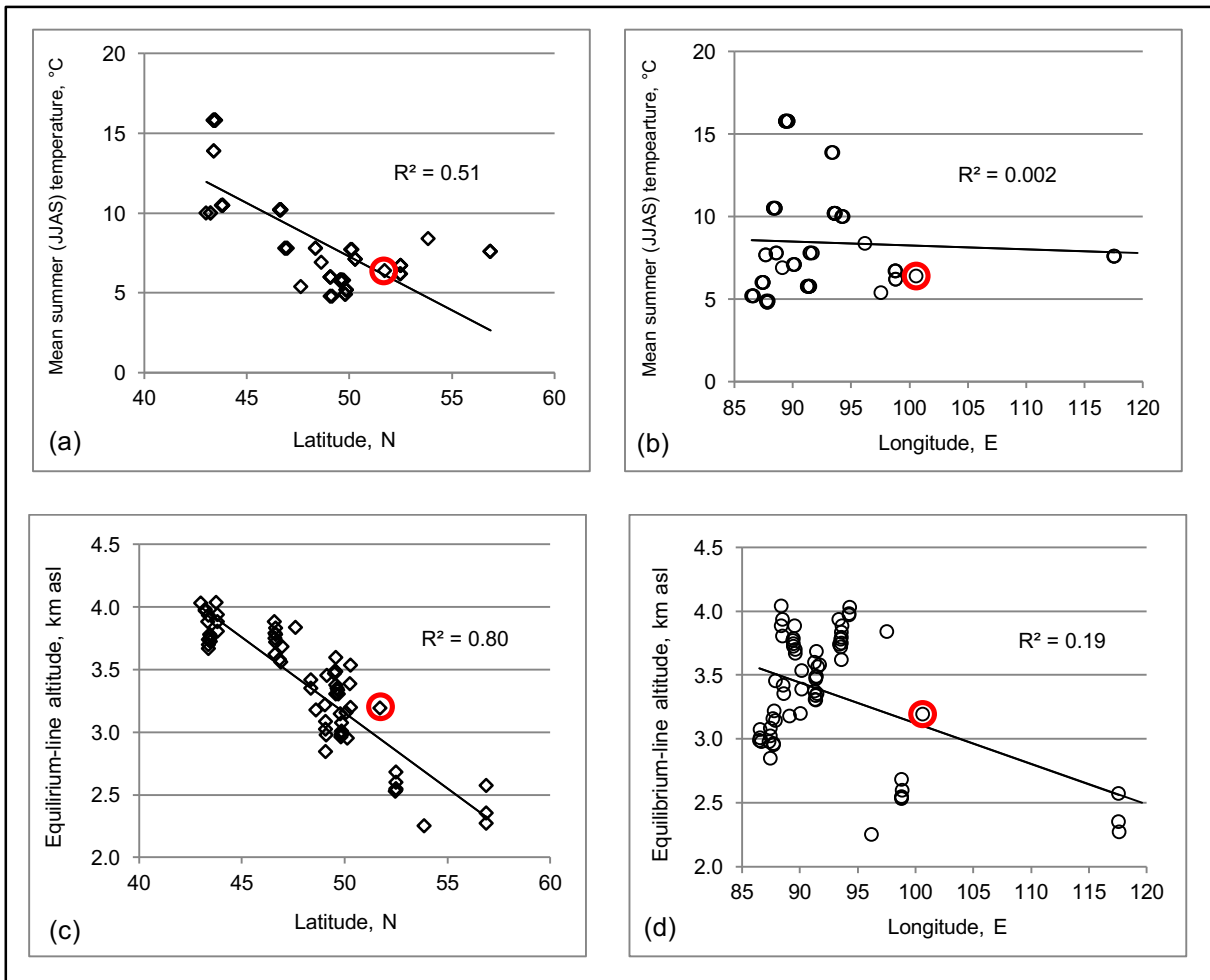 20
15
10
5
0
Mean summer (JJAS) temperature, °C
R² = 0.51
40 45 50 55 60
Latitude, N
(a)
20
15
10
5
0
Mean summer (JJAS) tempearture, °C
R² = 0.002
85 90 95 100 105 110 115 120
Longitude, E
(b)
4.5
4.0
3.5
3.0
2.5
2.0
Equilirium-line altitude, km asl
R² = 0.80
40 45 50 55 60
Latitude, N
(c)
4.5
4.0
3.5
3.0
2.5
2.0
Equilibrium-line altitude, km asl
R² = 0.19
85 90 95 100 105 110 115 120
Longitude, E
(d)